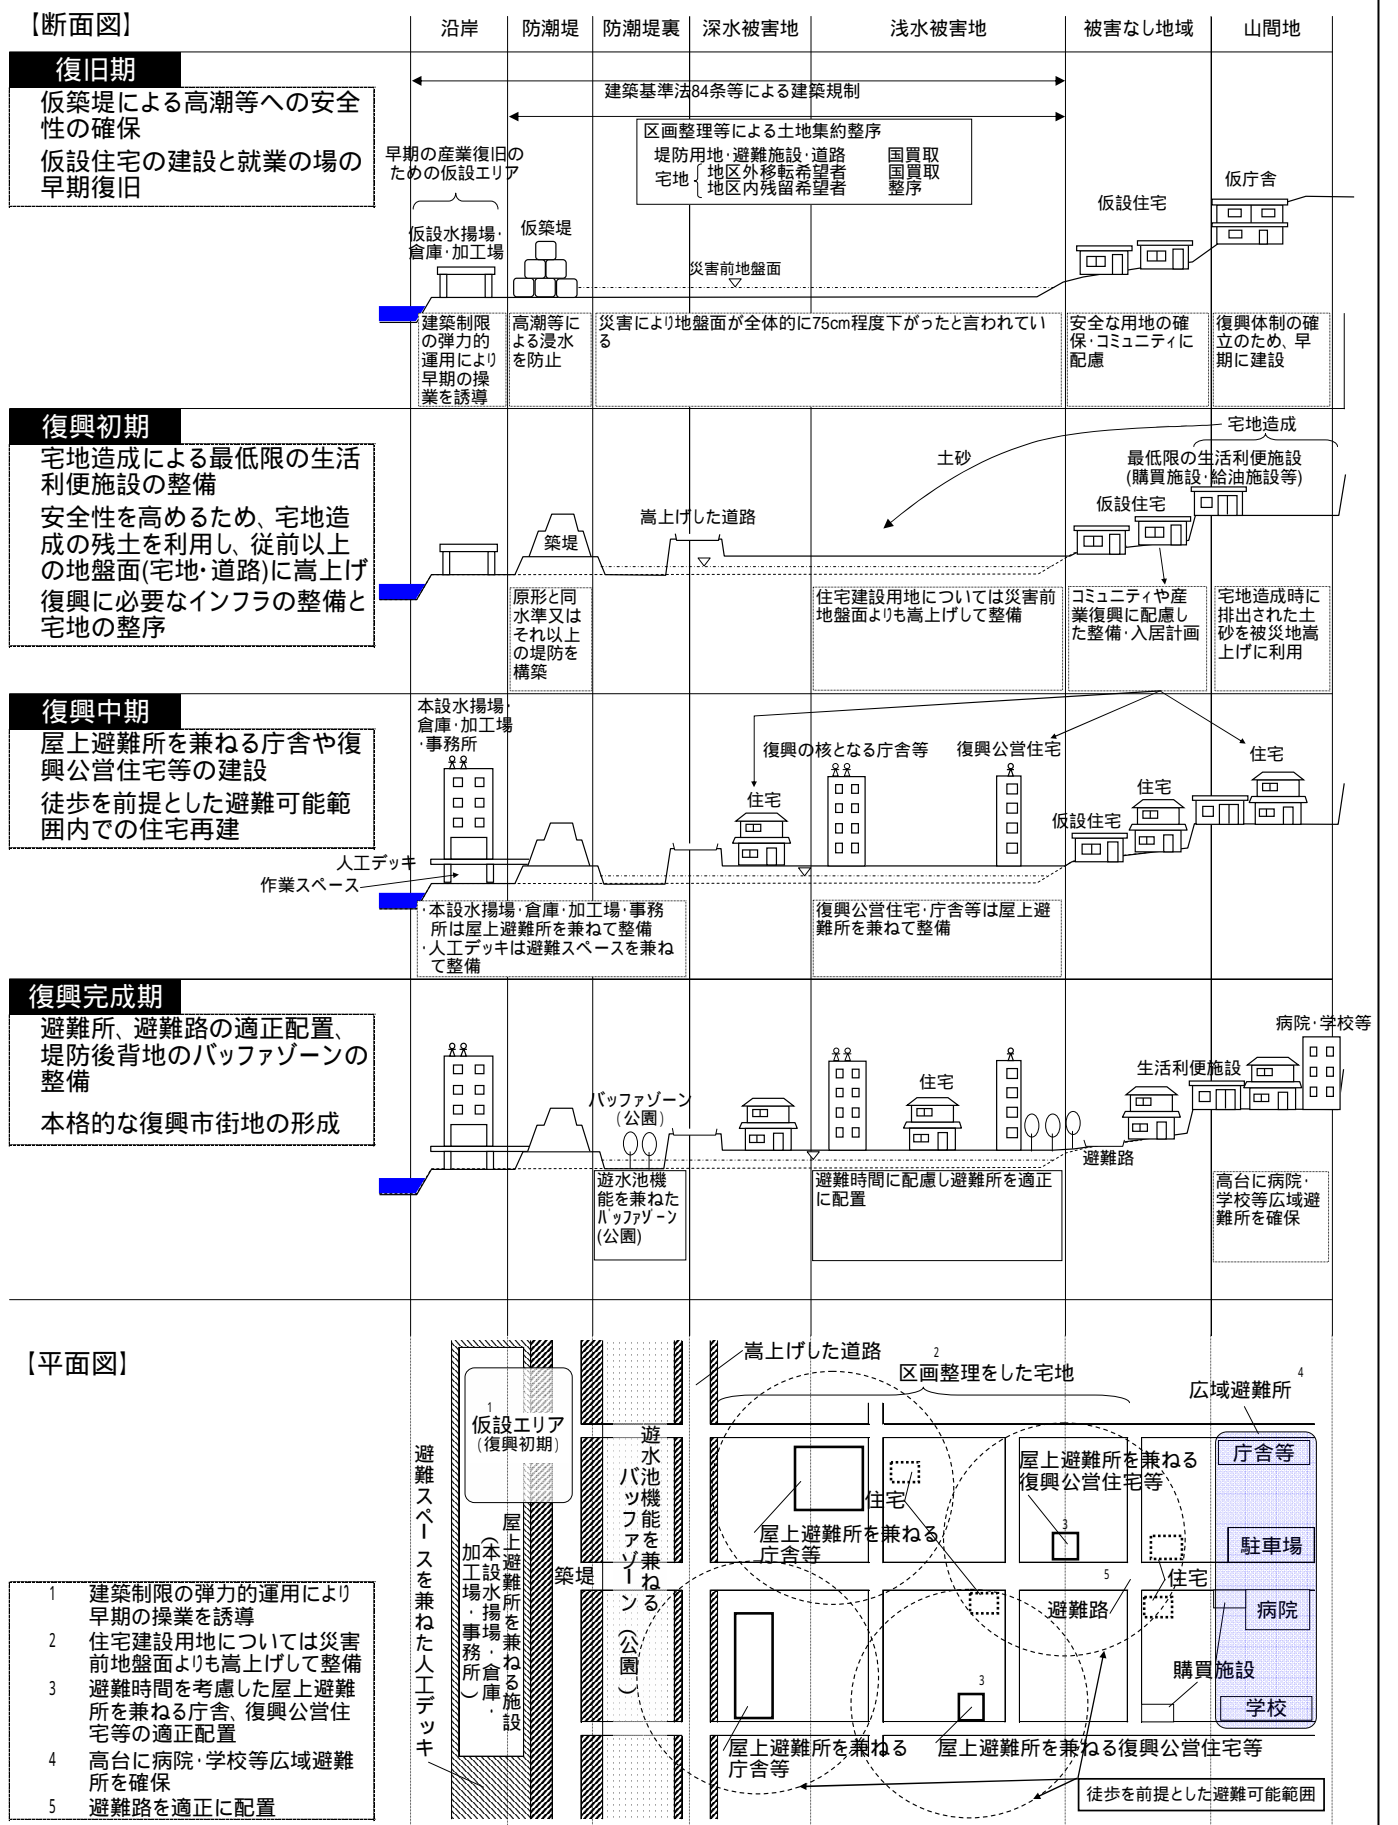 【断面図】
沿岸
防潮堤
防潮堤裏
深水被害地
浅水被害地
被害なし地域
山間地
復旧期
仮築堤による高潮等への安全
性の確保
仮設住宅の建設と就業の場の
早期復旧
建築基準法84条等による建築規制
区画整理等による土地集約整序
堤防用地・避難施設・道路 国買取
宅地
地区外移転希望者 国買取
地区内残留希望者 整序
早期の産業復旧の
ための仮設エリア
仮設水揚場・
倉庫・加工場
仮築堤
災害前地盤面
仮設住宅
仮庁舎
建築制限
の弾力的
運用により
早期の操
業を誘導
高潮等に
よる浸水
を防止
災害により地盤面が全体的に75cm程度下がったと言われてい
る
安全な用地の確
保・コミュニティに
配慮
復興体制の確
立のため、早
期に建設
復興初期
宅地造成による最低限の生活
利便施設の整備
安全性を高めるため、宅地造
成の残土を利用し、従前以上
の地盤面(宅地・道路)に嵩上げ
復興に必要なインフラの整備と
宅地の整序
築堤
嵩上げした道路
土砂
宅地造成
最低限の生活利便施設
(購買施設・給油施設等)
仮設住宅
原形と同
水準又は
それ以上
の堤防を
構築
住宅建設用地については災害前
地盤面よりも嵩上げして整備
コミュニティや産
業復興に配慮し
た整備・入居計画
宅地造成時に
排出された土
砂を被災地嵩
上げに利用
復興中期
屋上避難所を兼ねる庁舎や復
興公営住宅等の建設
徒歩を前提とした避難可能範
囲内での住宅再建
本設水揚場・
倉庫・加工場
・事務所
人工デッキ
作業スペース
住宅
復興の核となる庁舎等
復興公営住宅
仮設住宅
住宅
住宅
・本設水揚場・倉庫・加工場・事務
所は屋上避難所を兼ねて整備
・人工デッキは避難スペースを兼ね
て整備
復興公営住宅・庁舎等は屋上避
難所を兼ねて整備
復興完成期
避難所、避難路の適正配置、
堤防後背地のバッファゾーンの
整備
本格的な復興市街地の形成
バッファゾーン
(公園)
住宅
避難路
生活利便施設
病院・学校等
遊水池機
能を兼ねた
バッファゾーン
(公園)
避難時間に配慮し避難所を適正
に配置
高台に病院・
学校等広域避
難所を確保
【平面図】
1
仮設エリア
(復興初期)
避難スペースを兼ねた人工デッキ
屋上避難所を兼ねる施設
(本設水揚場・倉庫・
加工場・事務所)
築堤
遊水池機能を兼ねる
バッファゾーン(公園)
嵩上げした道路
2
区画整理をした宅地
4
広域避難所
庁舎等
屋上避難所を兼ねる
復興公営住宅等
3
住宅
屋上避難所を兼ねる
庁舎等
駐車場
5
住宅
避難路
病院
購買施設
3
学校
屋上避難所を兼ねる
庁舎等
屋上避難所を兼ねる復興公営住宅等
徒歩を前提とした避難可能範囲
1 建築制限の弾力的運用により
早期の操業を誘導
2 住宅建設用地については災害
前地盤面よりも嵩上げして整備
3 避難時間を考慮した屋上避難
所を兼ねる庁舎、復興公営住
宅等の適正配置
4 高台に病院・学校等広域避難
所を確保
5 避難路を適正に配置